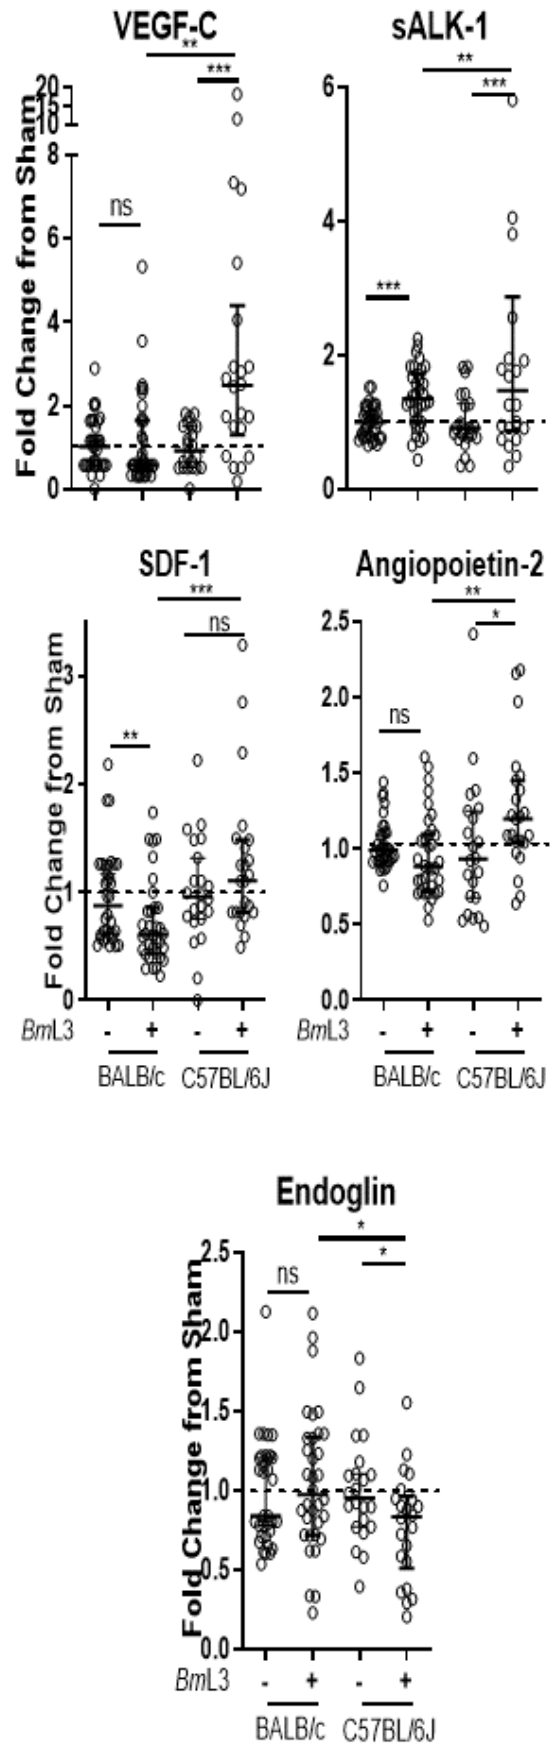 VEGF-C
sALK-1
**
***
**
***
ns
***
Fold Change from Sham
20
15
10
8
6
4
2
0
6
4
2
0
SDF-1
Angiopoietin-2
***
ns
**
**
*
ns
Fold Change from Sham
3
2
1
0
2.5
2.0
1.5
1.0
0.5
0.0
BmL3 - + - +
BALB/c C57BL/6J
BmL3 - + - +
BALB/c C57BL/6J
Endoglin
*
*
ns
Fold Change from Sham
2.5
2.0
1.5
1.0
0.5
0.0
BmL3 - + - +
BALB/c C57BL/6J